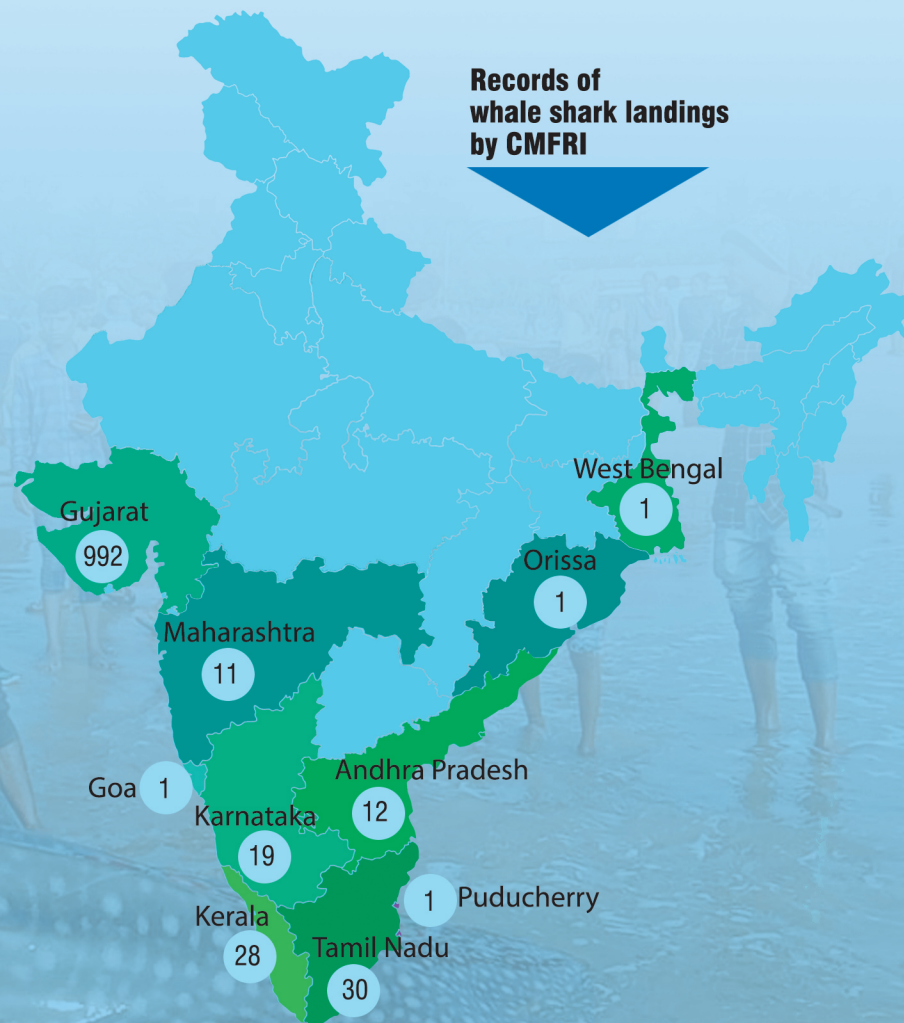 Records of
whale shark landings
by CMFRI
West Bengal
1
Gujarat
992
Orissa
1
Maharashtra
11
Andhra Pradesh
12
Goa 1
Karnataka
19
1 Puducherry
Kerala
28
Tamil Nadu
30